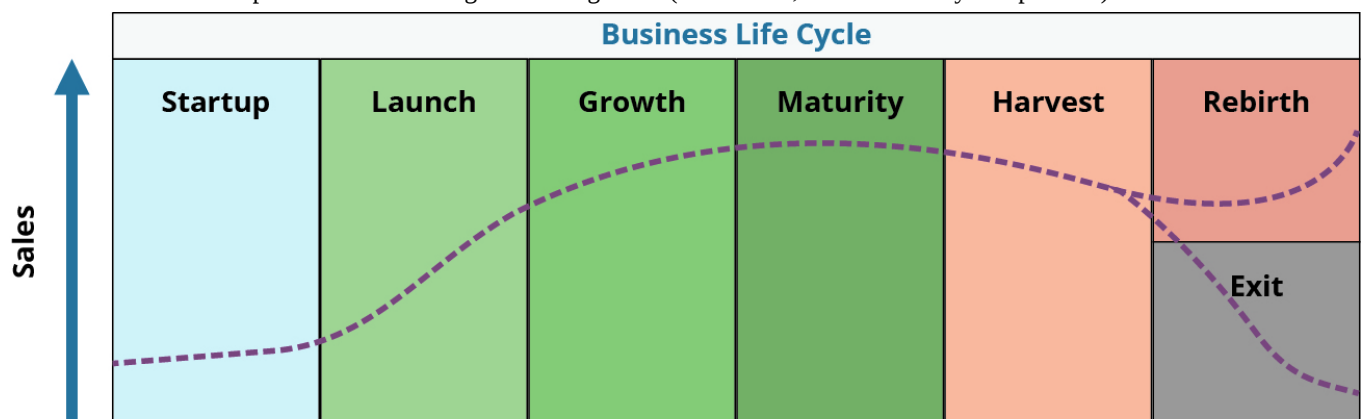 Business Life Cycle
Startup Launch Growth Maturity Harvest Rebirth
Sales
Exit